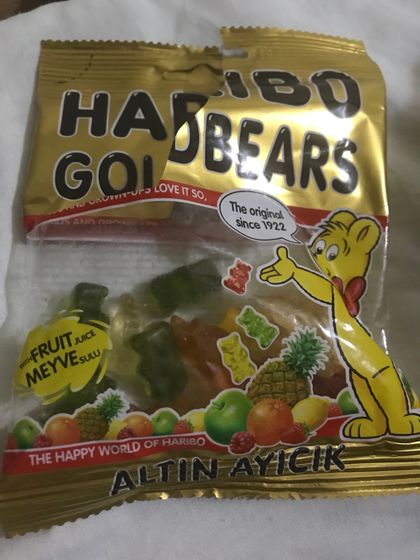 HARIBO
GOLDBEARS
AND GROWN-UPS LOVE IT SO,
The original
since 1922
WITH FRUIT JUICE
MEYVE SULU
THE HAPPY WORLD OF HARIBO
ALTIN AYICIK